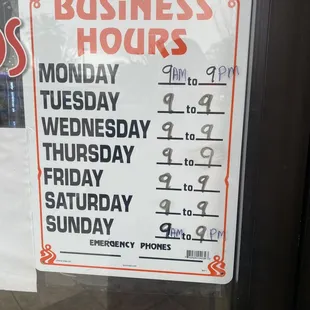 BUSINESS
HOURS
MONDAY 9AM to 9PM
TUESDAY 9 to 9
WEDNESDAY 9 to 9
THURSDAY 9 to 9
FRIDAY 9 to 9
SATURDAY 9 to 9
SUNDAY 9AM to 9PM
EMERGENCY PHONES